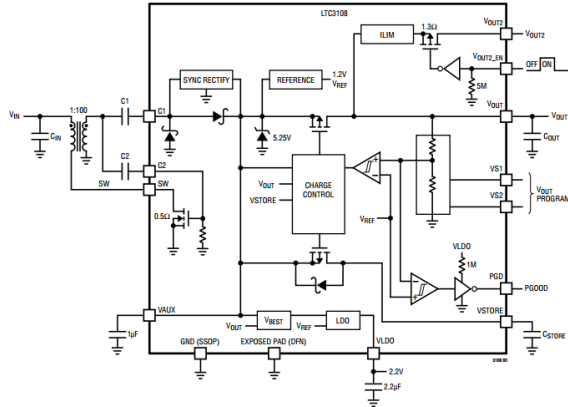 LTC3108
1.3Ω
VOUT2
VOUT2
ILIM
SYNC RECTIFY
REFERENCE
1.2V
VREF
VOUT2_EN
OFF ON
5M
VIN
1:100
C1
C1
VOUT
VOUT
CIN
5.25V
COUT
C2
C2
SW
SW
VOUT
VSTORE
CHARGE
CONTROL
VS1
VS2
VOUT
PROGRAM
0.5Ω
VREF
VLDO
1M
PGD
PGOOD
VSTORE
VAUX
1µF
VOUT
VBEST
VREF
LDO
CSTORE
GND (SSOP)
EXPOSED PAD (DFN)
VLDO
3108 BD
2.2V
2.2µF